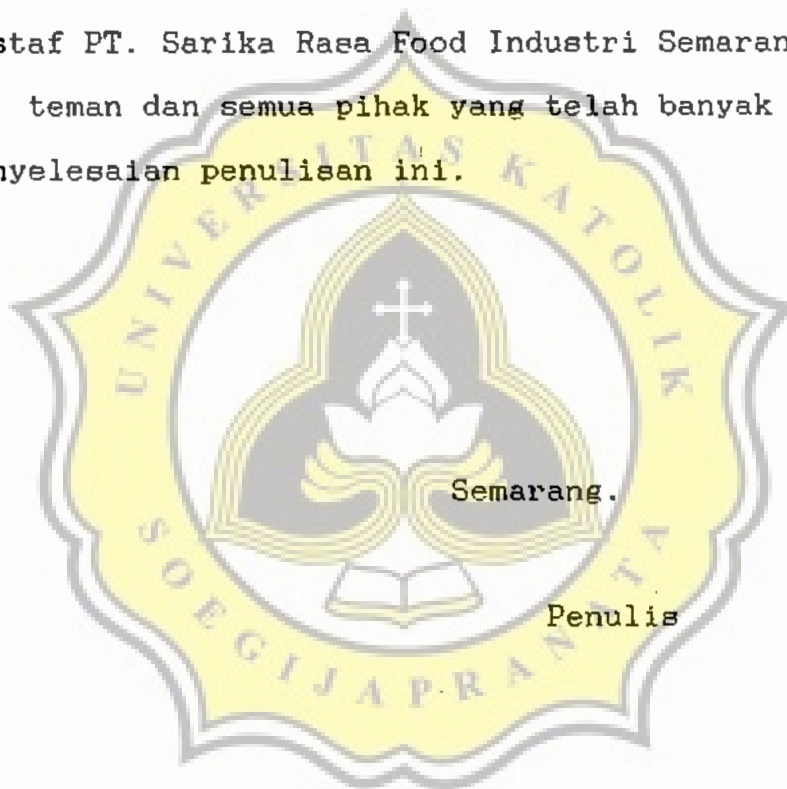 staf PT. Sarika Rasa Food Industri Semaran
teman dan semua pihak yang telah banyak
nyelesaian penulisan ini.
UNIVERSITAS KATOLIK
Semarang.
Penulis
SOEGIJAPRANATA